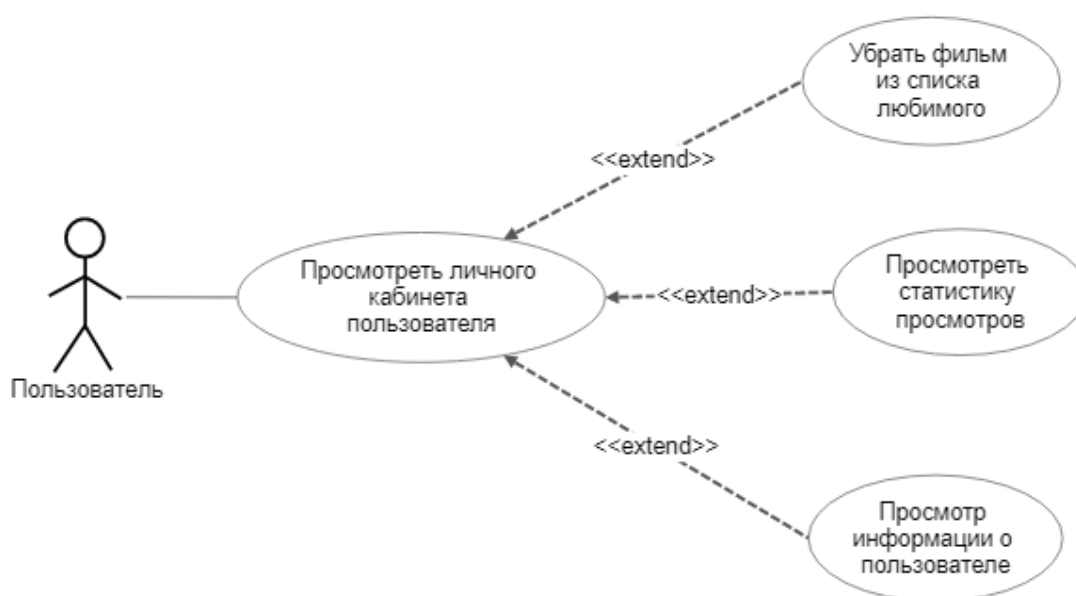 Убрать фильм
из списка
любимого
<<extend>>
Просмотреть личного
кабинета
пользователя
<<extend>>
Просмотреть
статистику
просмотров
Пользователь
<<extend>>
Просмотр
информации о
пользователе